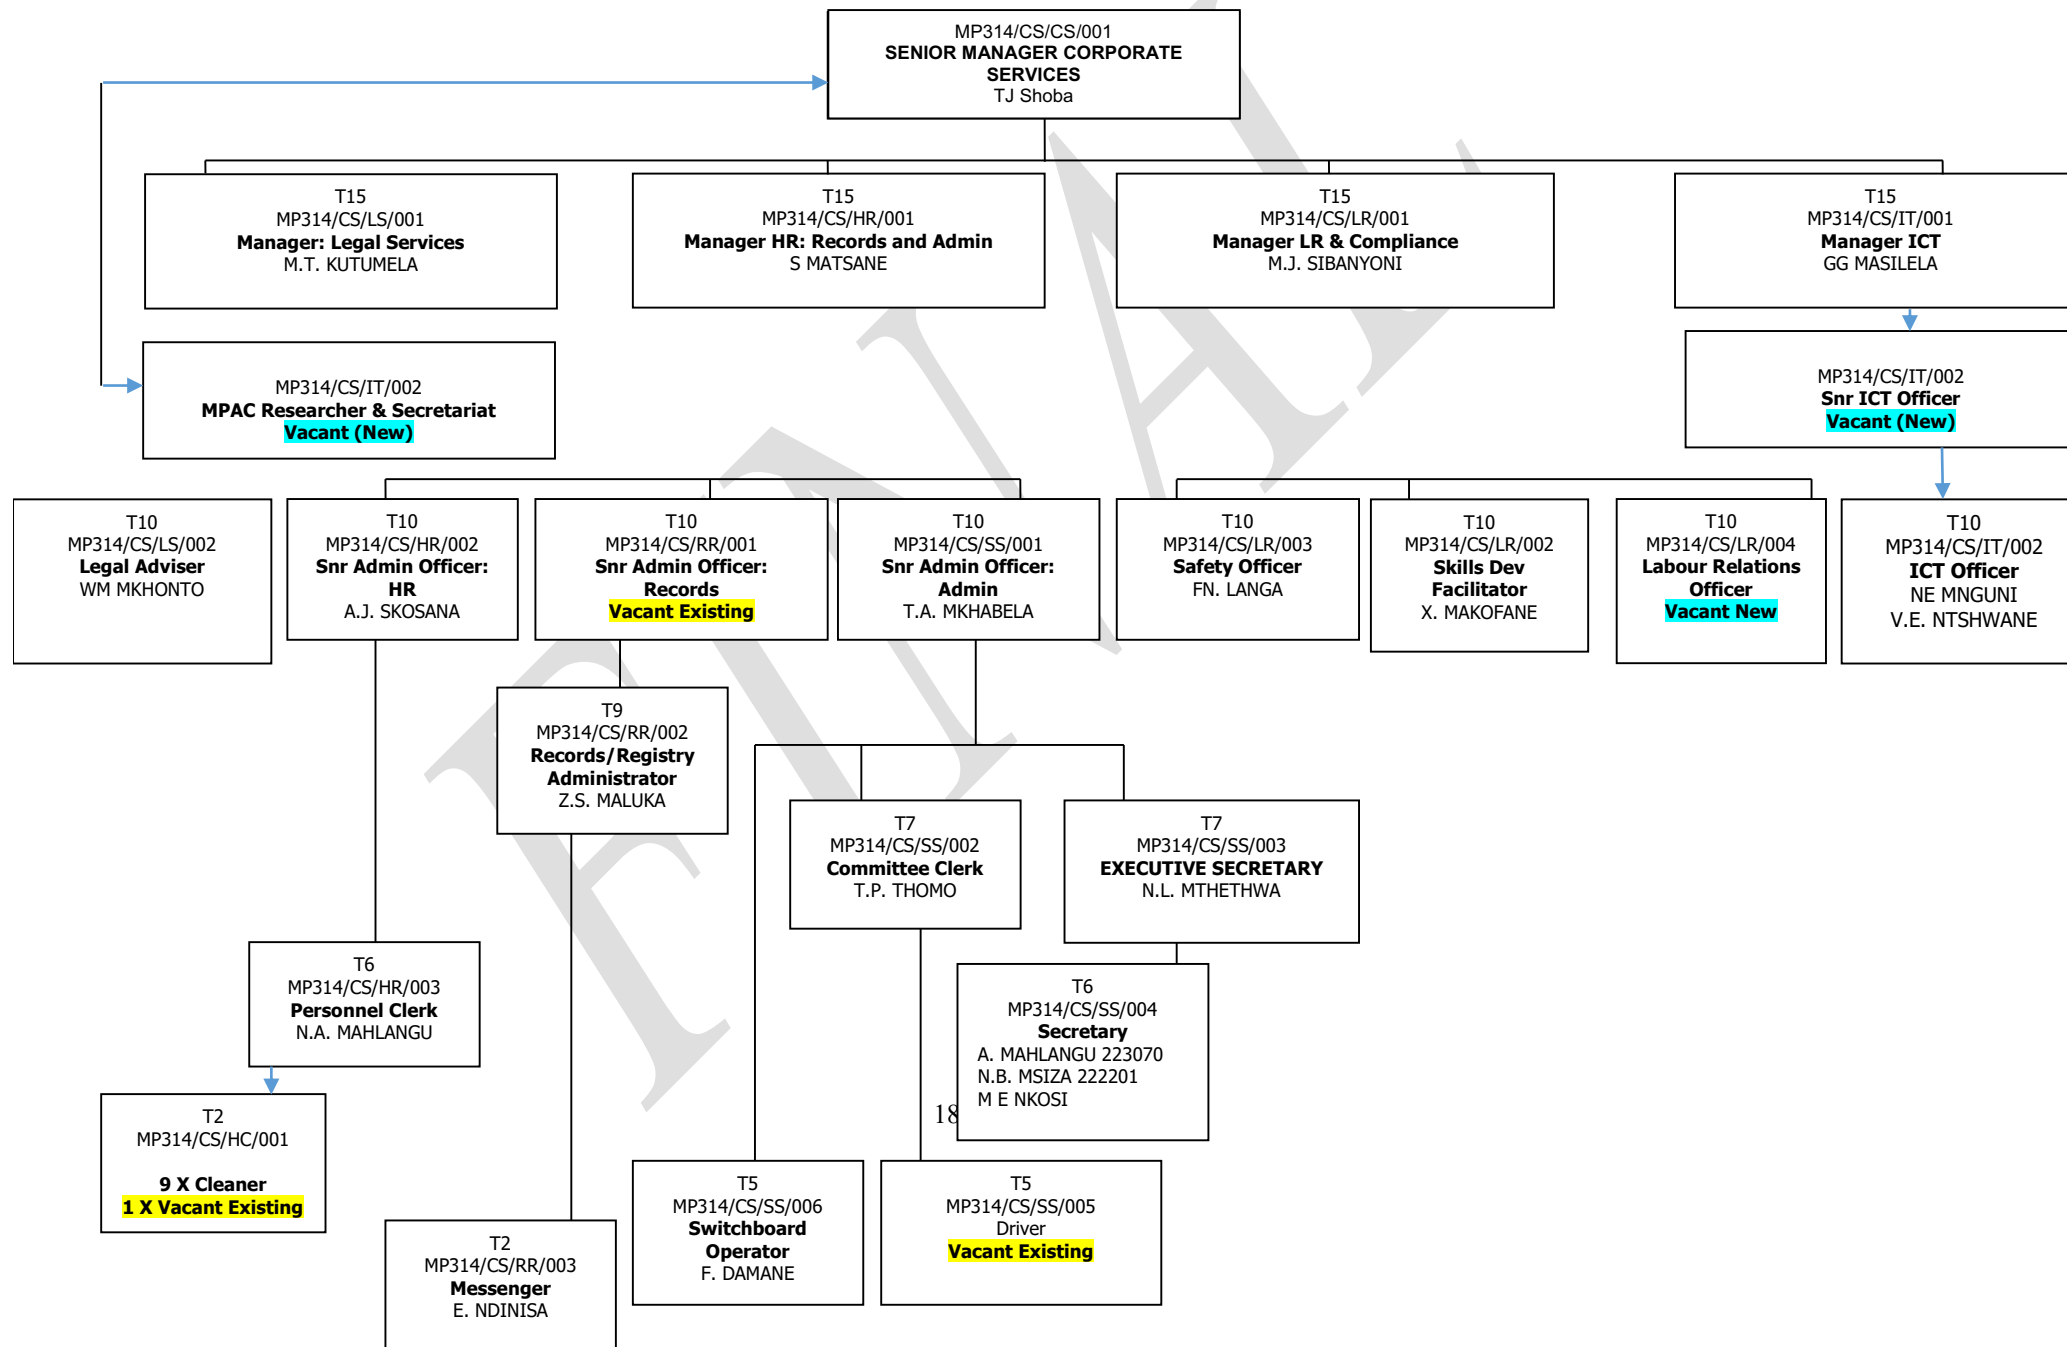 MP314/CS/CS/001
SENIOR MANAGER CORPORATE
SERVICES
TJ Shoba
T15
MP314/CS/LS/001
Manager: Legal Services
M.T. KUTUMELA
T15
MP314/CS/HR/001
Manager HR: Records and Admin
S MATSANE
T15
MP314/CS/LR/001
Manager LR & Compliance
M.J. SIBANYONI
T15
MP314/CS/IT/001
Manager ICT
GG MASILELA
MP314/CS/IT/002
MPAC Researcher & Secretariat
Vacant (New)
MP314/CS/IT/002
Snr ICT Officer
Vacant (New)
T10
MP314/CS/LS/002
Legal Adviser
WM MKHONTO
T10
MP314/CS/HR/002
Snr Admin Officer:
HR
A.J. SKOSANA
T10
MP314/CS/RR/001
Snr Admin Officer:
Records
Vacant Existing
T10
MP314/CS/SS/001
Snr Admin Officer:
Admin
T.A. MKHABELA
T10
MP314/CS/LR/003
Safety Officer
FN. LANGA
T10
MP314/CS/LR/002
Skills Dev
Facilitator
X. MAKOFANE
T10
MP314/CS/LR/004
Labour Relations
Officer
Vacant New
T10
MP314/CS/IT/002
ICT Officer
NE MNGUNI
V.E. NTSHWANE
T9
MP314/CS/RR/002
Records/Registry
Administrator
Z.S. MALUKA
T7
MP314/CS/SS/002
Committee Clerk
T.P. THOMO
T7
MP314/CS/SS/003
EXECUTIVE SECRETARY
N.L. MTHETHWA
T6
MP314/CS/HR/003
Personnel Clerk
N.A. MAHLANGU
T6
MP314/CS/SS/004
Secretary
A. MAHLANGU 223070
N.B. MSIZA 222201
M E NKOSI
18
T2
MP314/CS/HC/001
9 X Cleaner
1 X Vacant Existing
T5
MP314/CS/SS/006
Switchboard
Operator
F. DAMANE
T5
MP314/CS/SS/005
Driver
Vacant Existing
T2
MP314/CS/RR/003
Messenger
E. NDINISA
FINAL